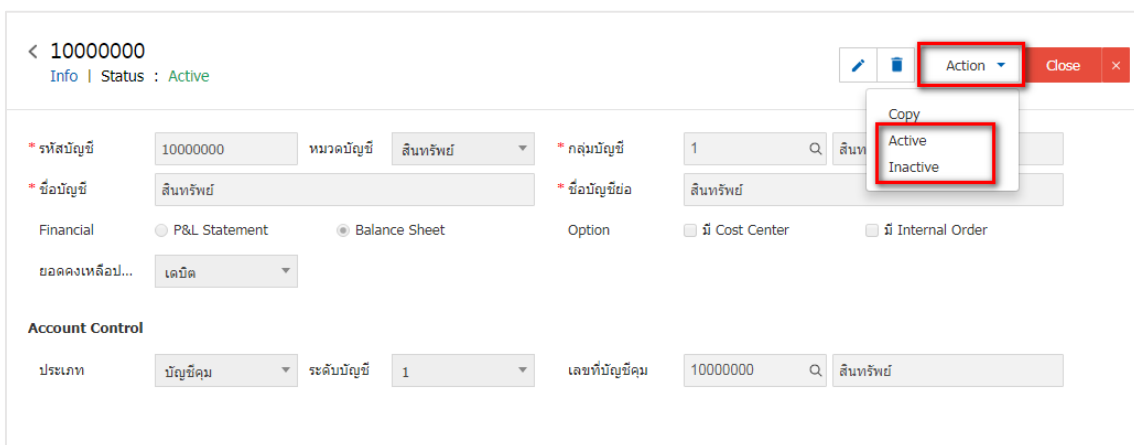 10000000
Info | Status : Active
Action
Close
Copy
Active
Inactive
* รหัสบัญชี 10000000 หมวดบัญชี สินทรัพย์ * กลุ่มบัญชี 1
* ชื่อบัญชี สินทรัพย์ * ชื่อบัญชีย่อ สินทรัพย์
Financial P&L Statement Balance Sheet Option มี Cost Center มี Internal Order
ยอดคงเหลือป... เดบิต
Account Control
ประเภท บัญชีคุม ระดับบัญชี 1 เลขที่บัญชีคุม 10000000 สินทรัพย์